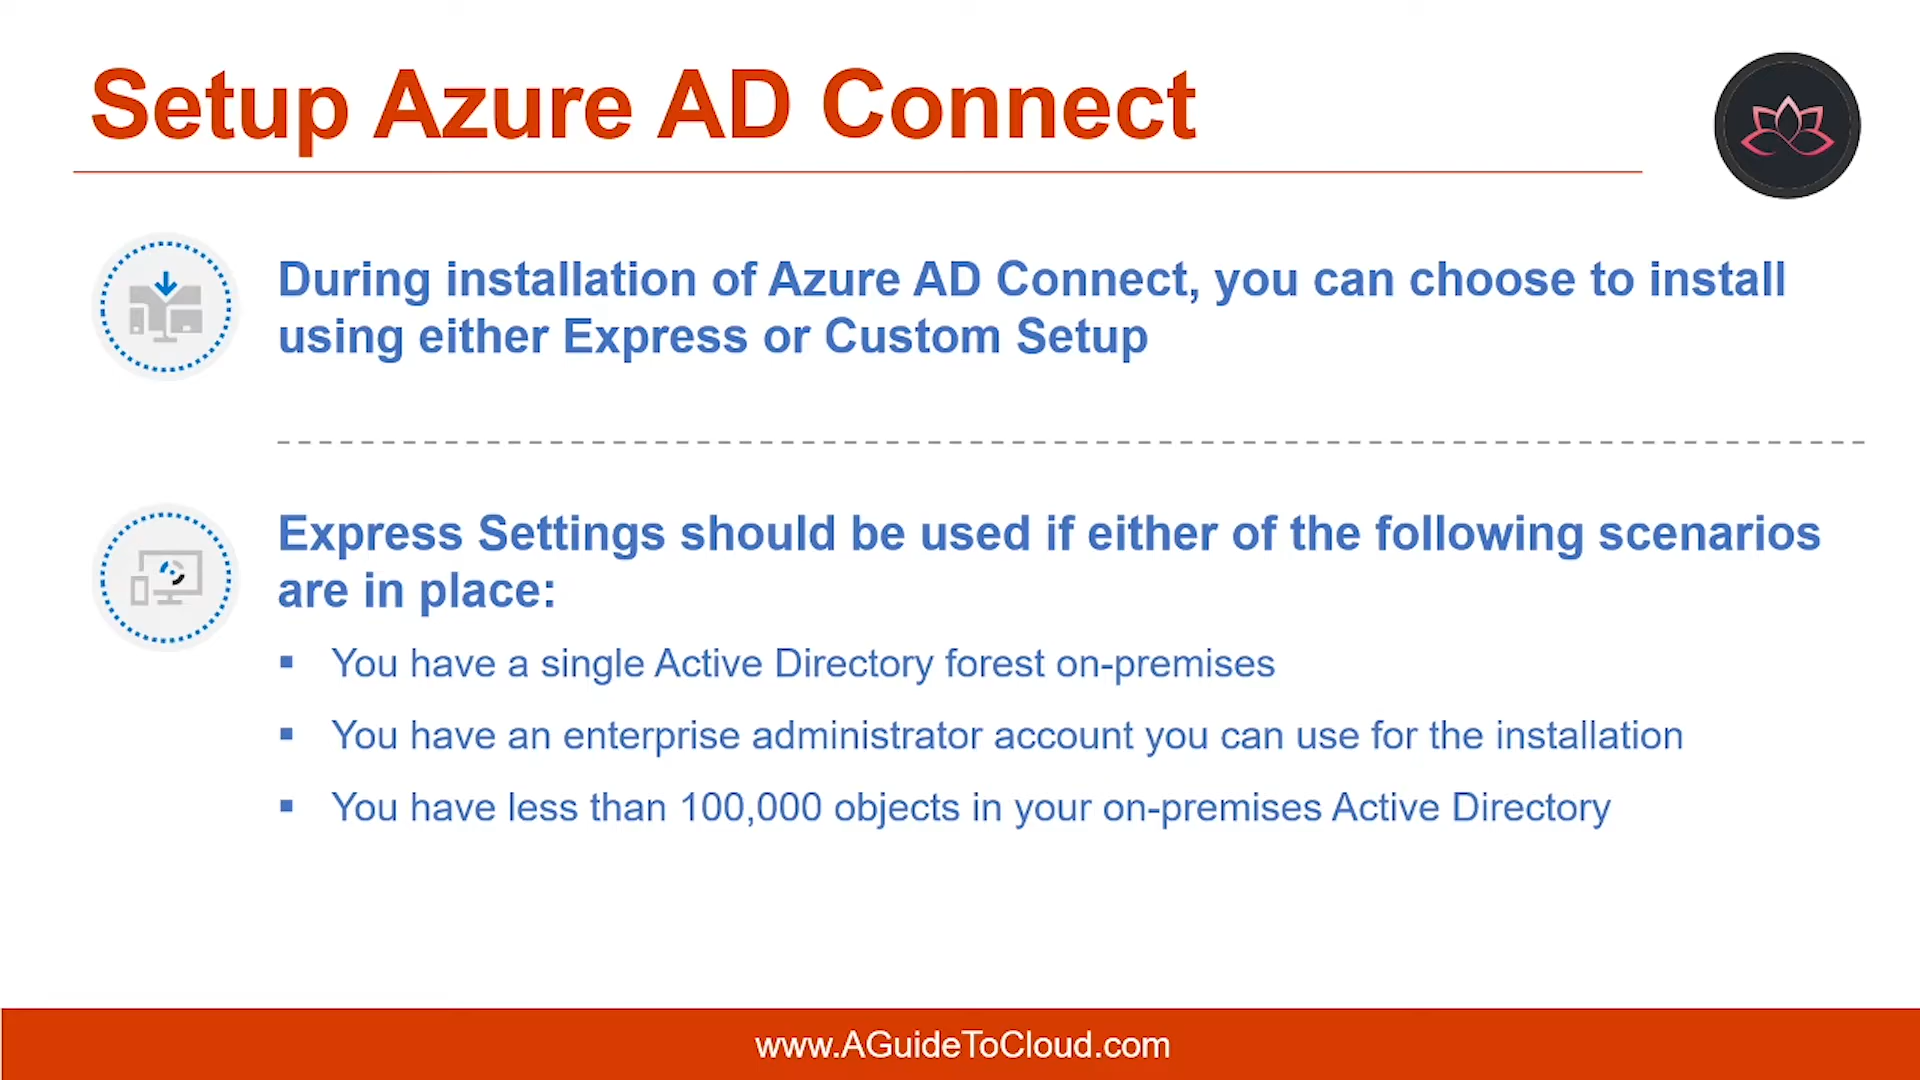 Setup Azure AD Connect
During installation of Azure AD Connect, you can choose to install
using either Express or Custom Setup
Express Settings should be used if either of the following scenarios
are in place:
▪ You have a single Active Directory forest on-premises
▪ You have an enterprise administrator account you can use for the installation
▪ You have less than 100,000 objects in your on-premises Active Directory
www.AGuideToCloud.com